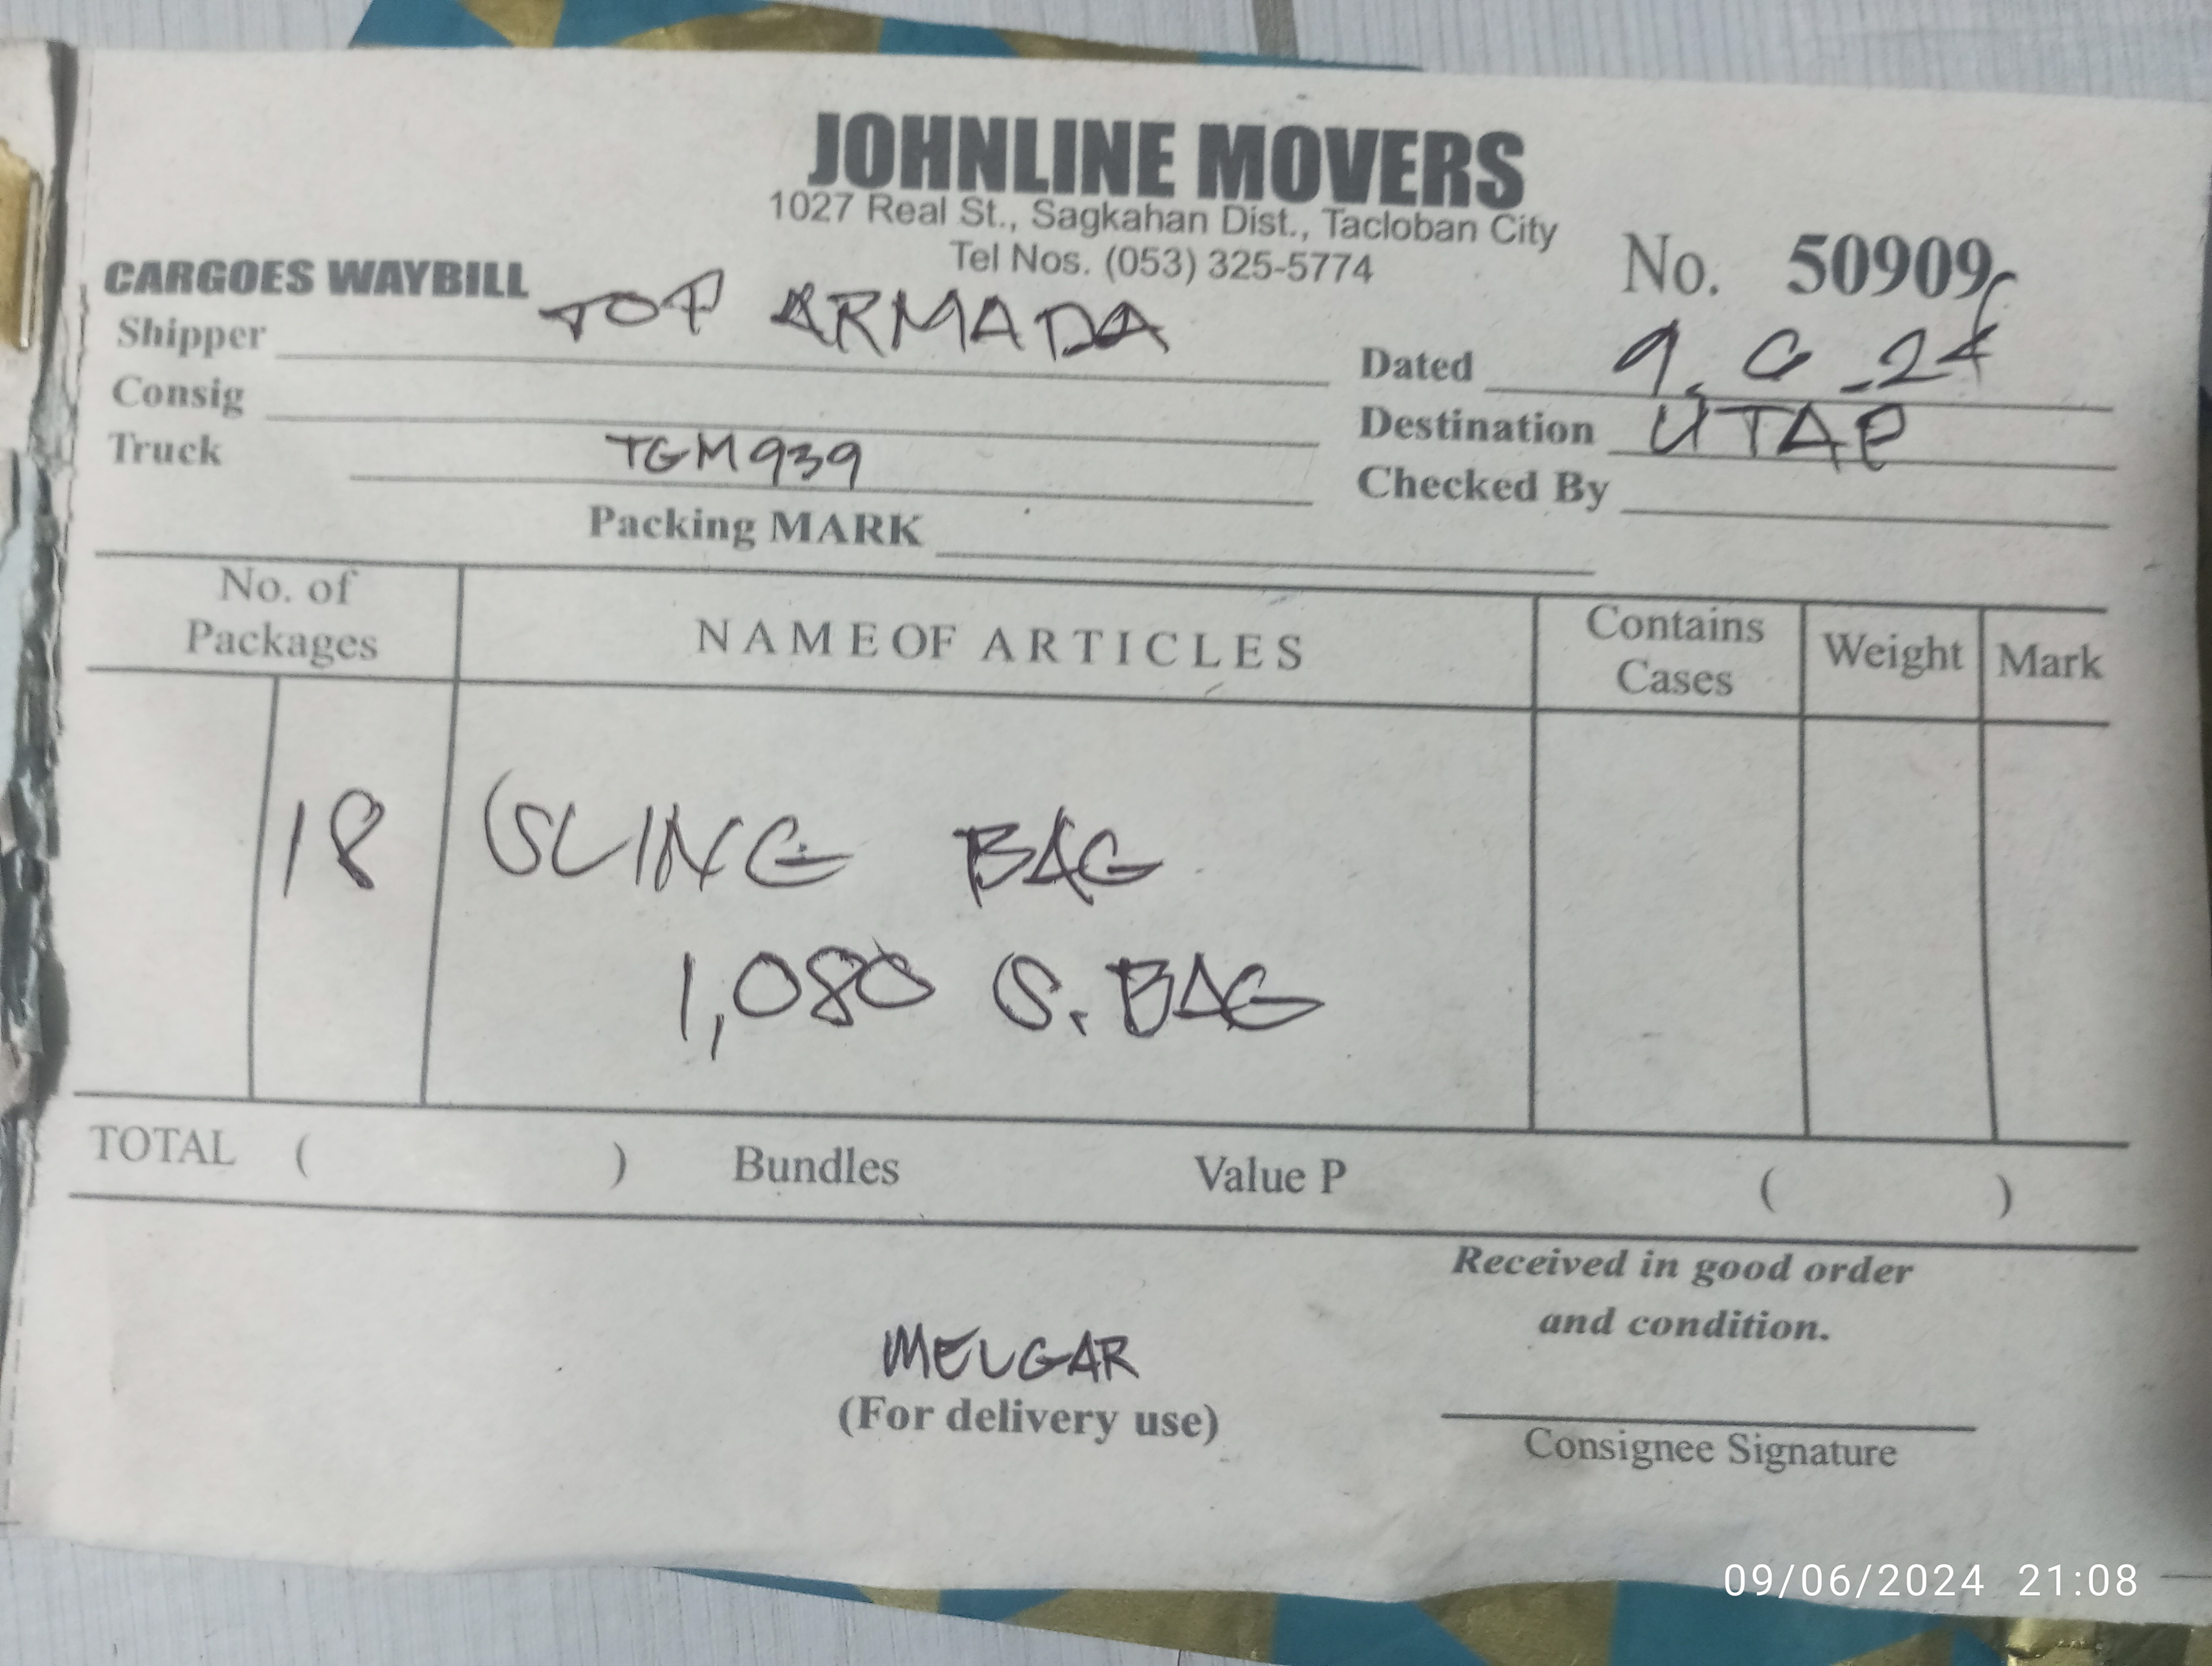 JOHNLINE MOVERS
1027 Real St., Sagkahan Dist., Tacloban City
Tel Nos. (053) 325-5774
No. 50909
CARGOES WAYBILL
Shipper TOP ARMADA
Dated 9. 6 -24
Consig
Destination UTAP
Truck TGM939
Checked By
Packing MARK
No. of Packages NAME OF ARTICLES Contains Cases Weight Mark
18 SLING BAG
1,080 S. BAG
TOTAL ( ) Bundles Value P ( )
Received in good order
and condition.
MELGAR
(For delivery use)
Consignee Signature
09/06/2024 21:08